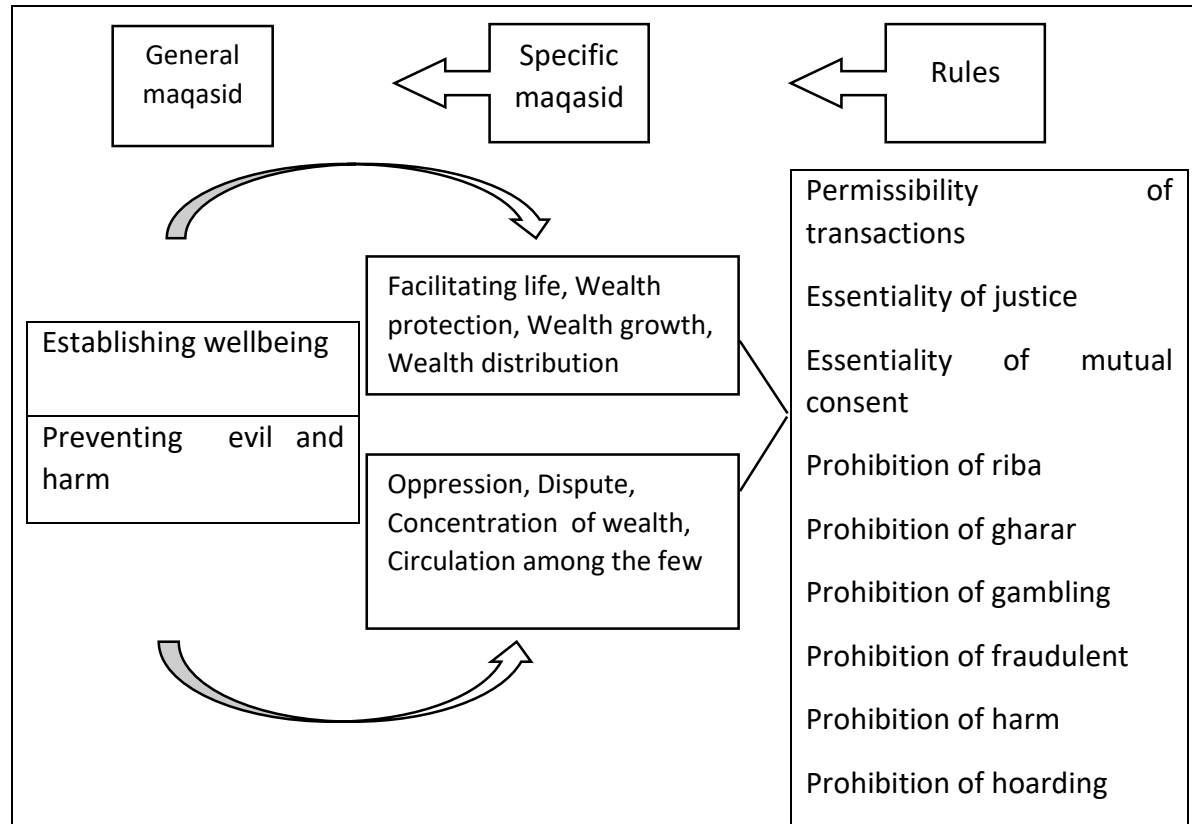 General
maqasid
Specific
maqasid
Rules
Establishing wellbeing
Preventing evil and
harm
Facilitating life, Wealth
protection, Wealth growth,
Wealth distribution
Oppression, Dispute,
Concentration of wealth,
Circulation among the few
Permissibility of
transactions
Essentiality of justice
Essentiality of mutual
consent
Prohibition of riba
Prohibition of gharar
Prohibition of gambling
Prohibition of fraudulent
Prohibition of harm
Prohibition of hoarding